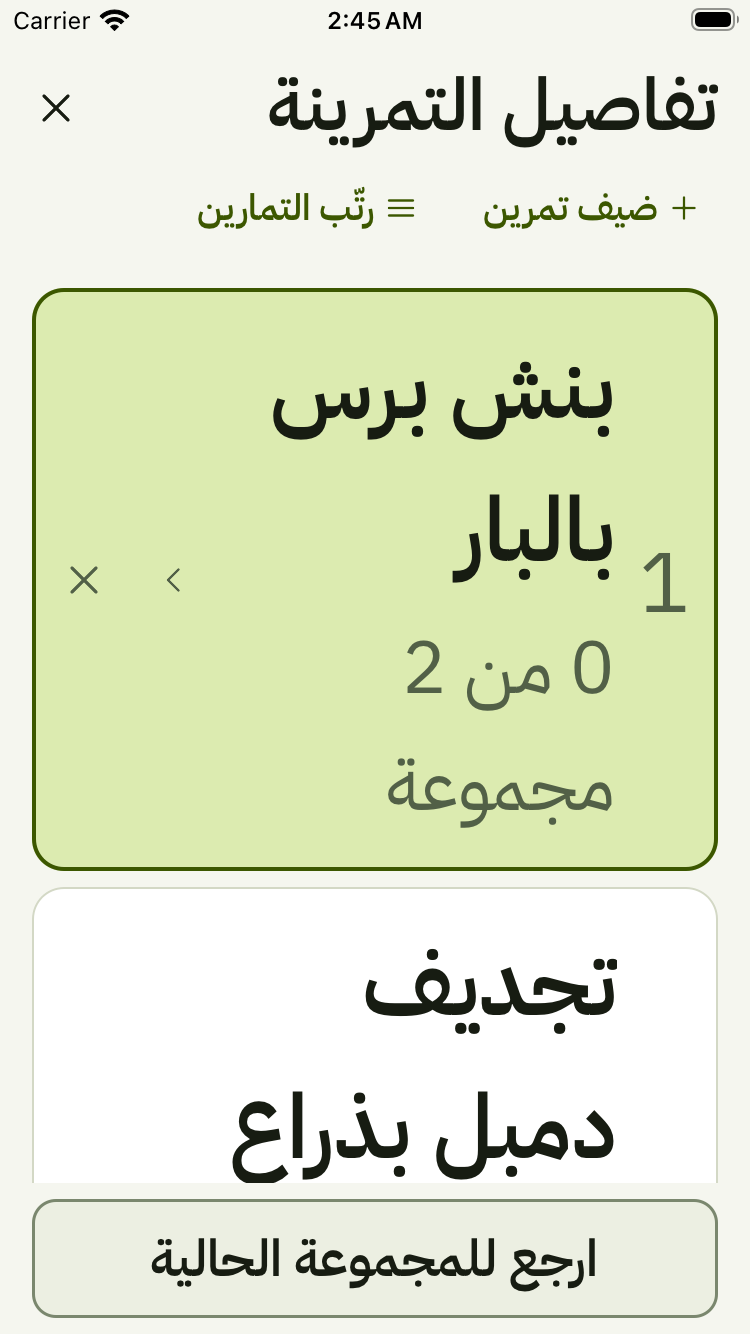 Carrier 2:45 AM
تفاصيل التمرينة
ضيف تمرين
رتّب التمارين
1
بنش برس
بالبار
0 من 2
مجموعة
تجديف
دمبل بذراع
ارجع للمجموعة الحالية